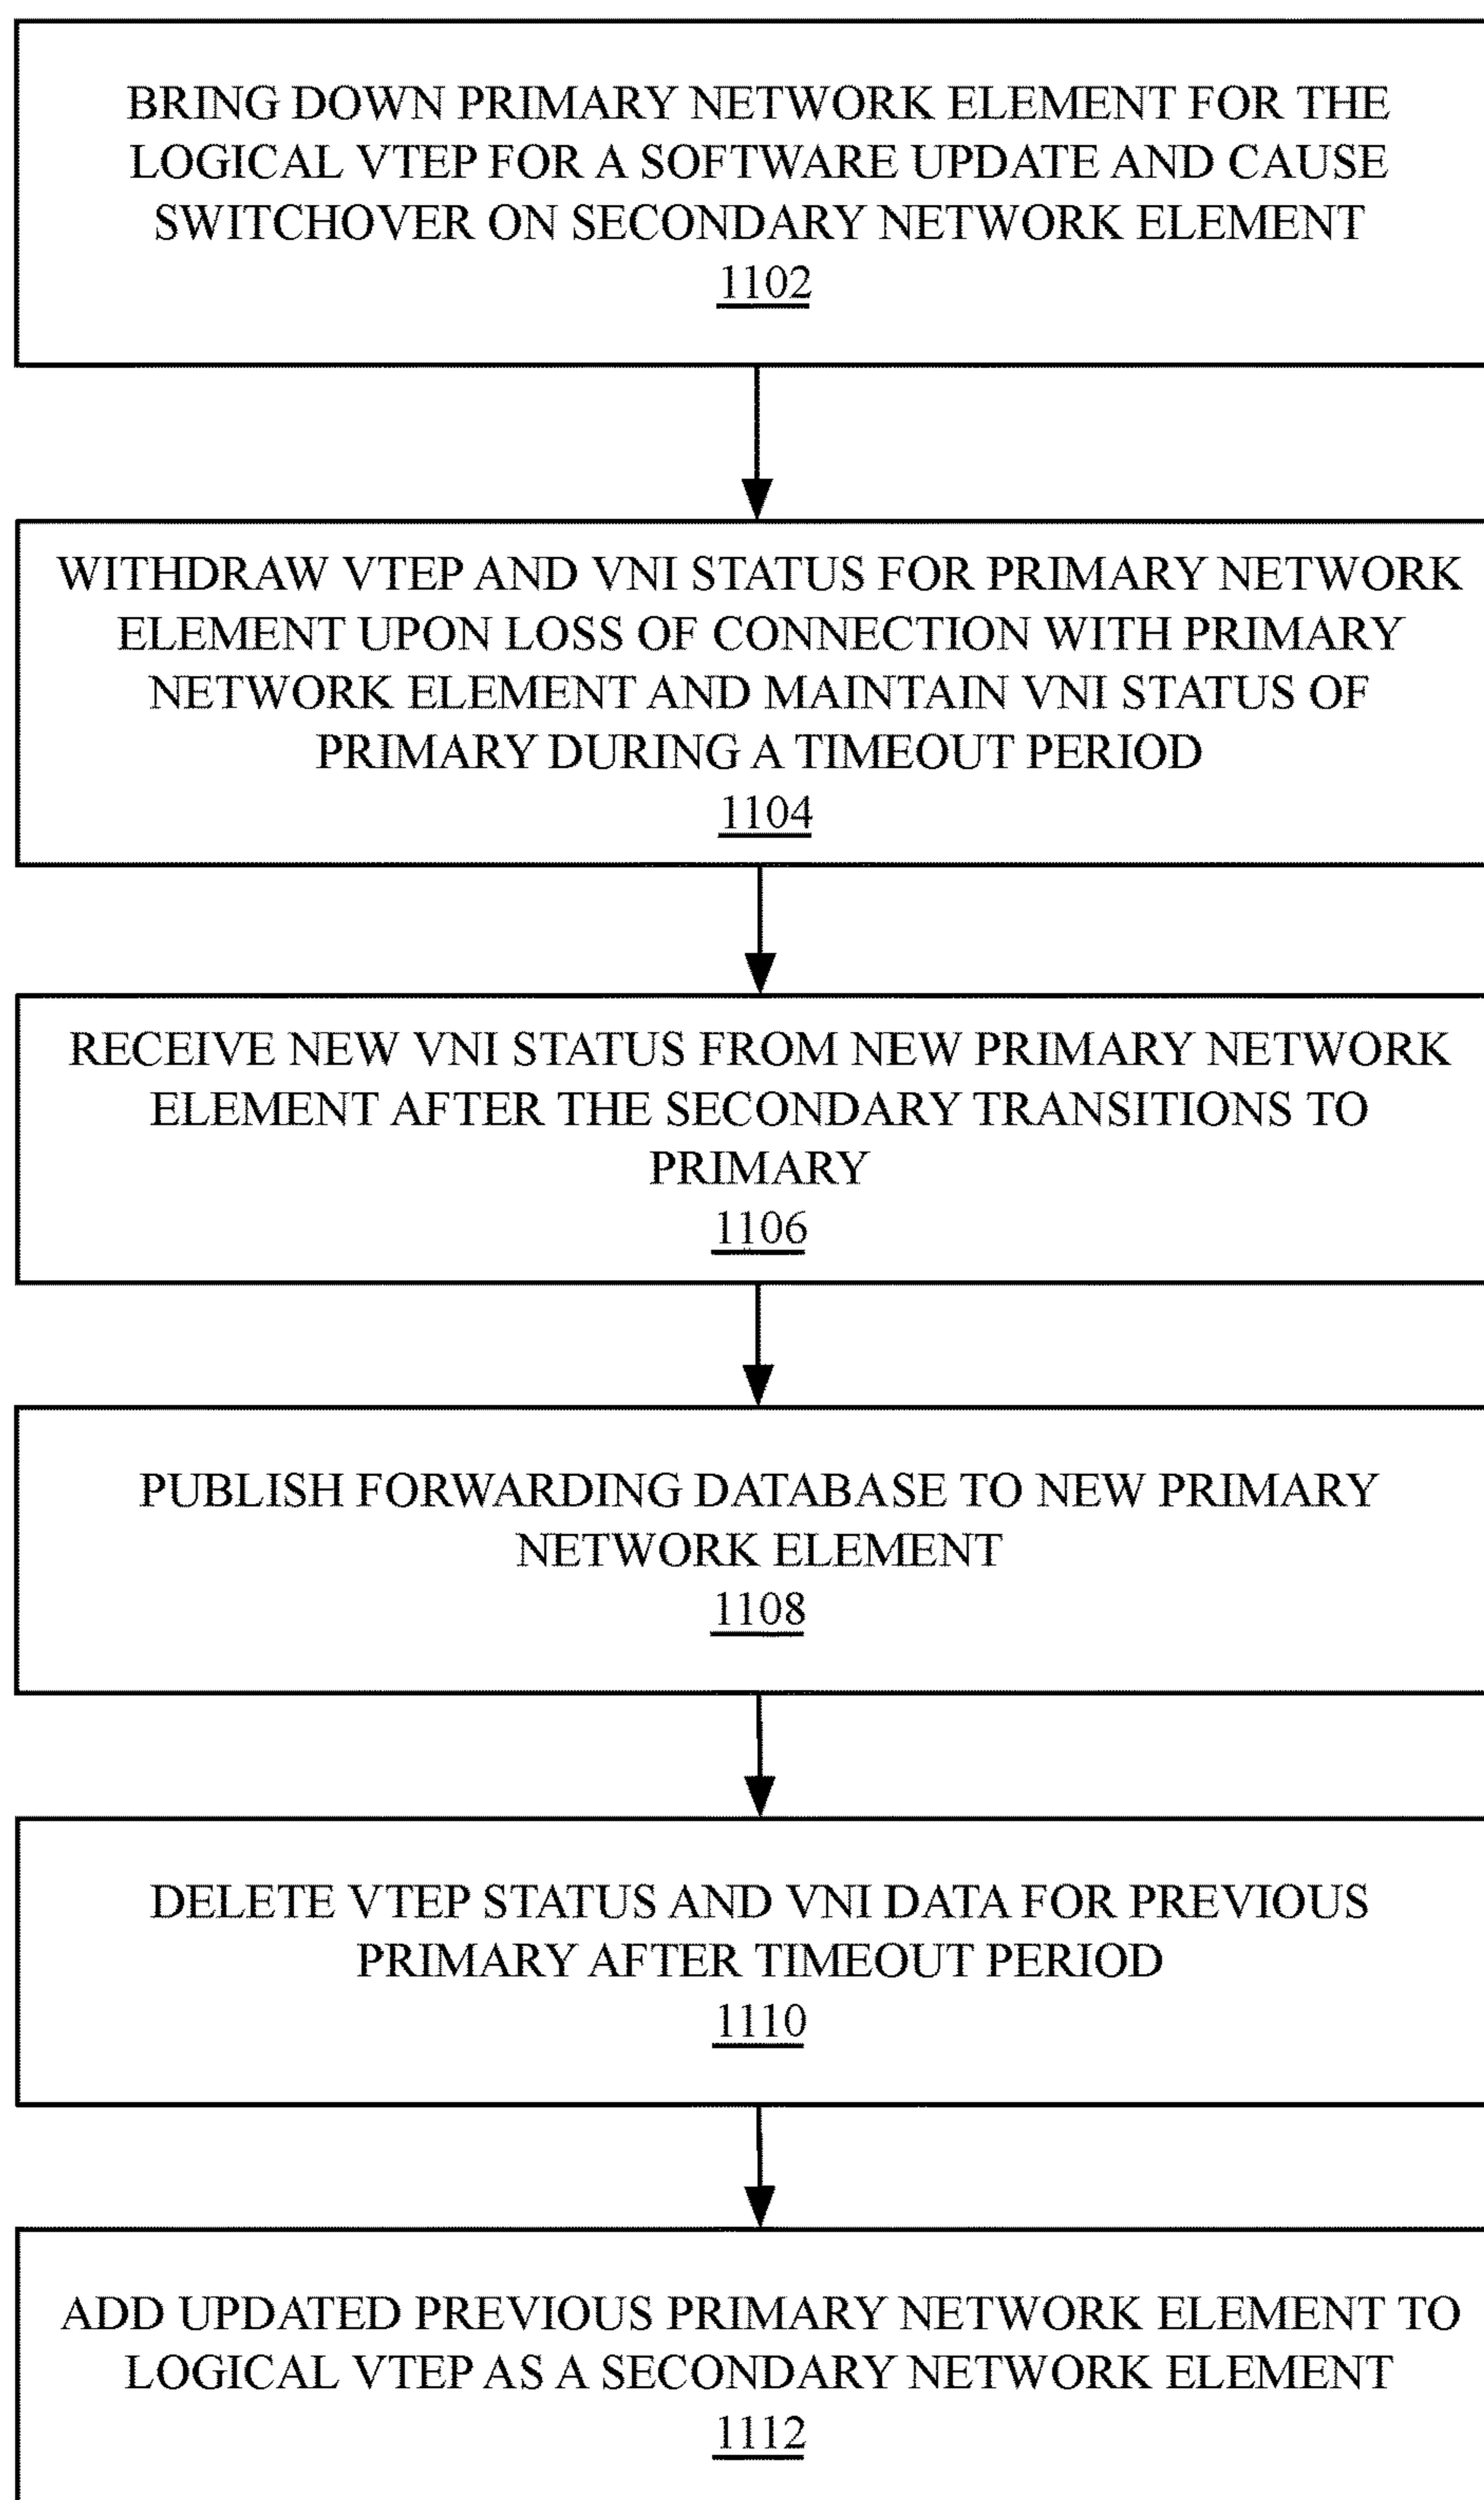 BRING DOWN PRIMARY NETWORK ELEMENT FOR THE
LOGICAL VTEP FOR A SOFTWARE UPDATE AND CAUSE
SWITCHOVER ON SECONDARY NETWORK ELEMENT
1102
WITHDRAW VTEP AND VNI STATUS FOR PRIMARY NETWORK
ELEMENT UPON LOSS OF CONNECTION WITH PRIMARY
NETWORK ELEMENT AND MAINTAIN VNI STATUS OF
PRIMARY DURING A TIMEOUT PERIOD
1104
RECEIVE NEW VNI STATUS FROM NEW PRIMARY NETWORK
ELEMENT AFTER THE SECONDARY TRANSITIONS TO
PRIMARY
1106
PUBLISH FORWARDING DATABASE TO NEW PRIMARY
NETWORK ELEMENT
1108
DELETE VTEP STATUS AND VNI DATA FOR PREVIOUS
PRIMARY AFTER TIMEOUT PERIOD
1110
ADD UPDATED PREVIOUS PRIMARY NETWORK ELEMENT TO
LOGICAL VTEP AS A SECONDARY NETWORK ELEMENT
1112